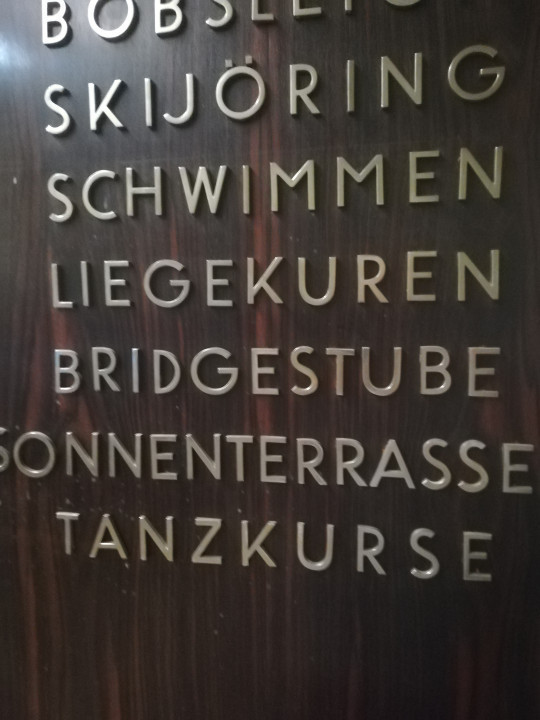 SKIJÖRING
SCHWIMMEN
LIEGEKUREN
BRIDGESTUBE
SONNENTERRASSE
TANZKURSE